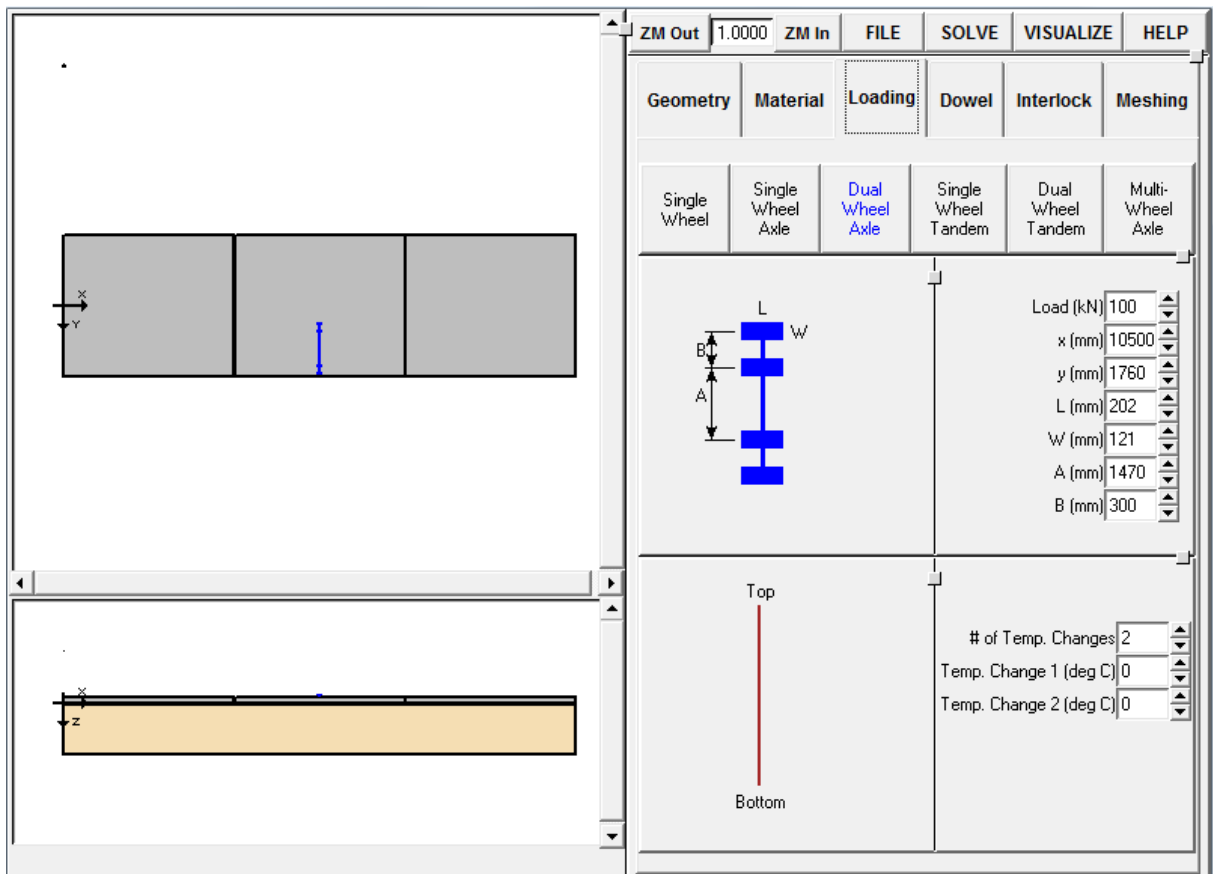 ZM Out 1.0000 ZM In FILE SOLVE VISUALIZE HELP
Geometry Material Loading Dowel Interlock Meshing
Single Wheel
Single Wheel Axle
Dual Wheel Axle
Single Wheel Tandem
Dual Wheel Tandem
Multi-Wheel Axle
X
Y
L
W
B
A
Load (kN) 100
x (mm) 10500
y (mm) 1760
L (mm) 202
W (mm) 121
A (mm) 1470
B (mm) 300
X
Z
Top
Bottom
# of Temp. Changes 2
Temp. Change 1 (deg C) 0
Temp. Change 2 (deg C) 0